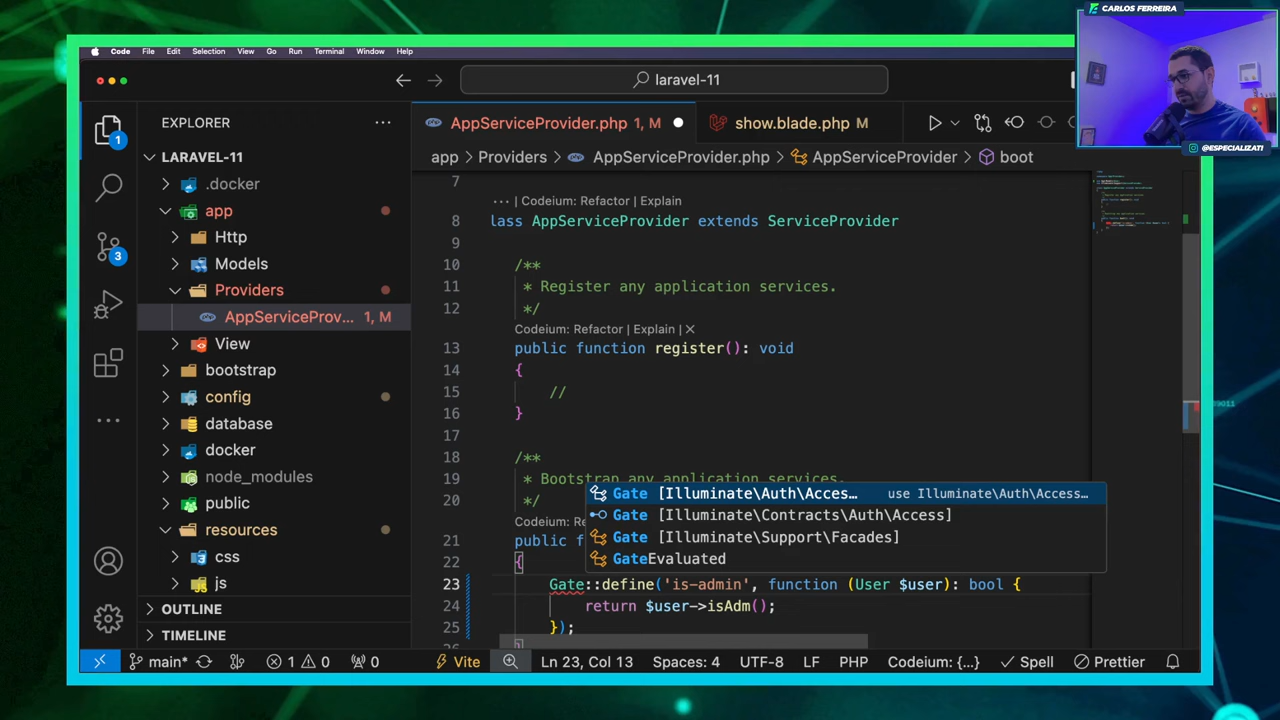 CARLOS FERREIRA
@ESPECIALIZATI
Code File Edit Selection View Go Run Terminal Window Help
laravel-11
EXPLORER
AppServiceProvider.php 1, M
show.blade.php M
app > Providers > AppServiceProvider.php > AppServiceProvider > boot
LARAVEL-11
.docker
app
Http
Models
Providers
AppServiceProv... 1, M
View
bootstrap
config
database
docker
node_modules
public
resources
css
js
OUTLINE
TIMELINE
1
3
7
Codeium: Refactor | Explain
8 lass AppServiceProvider extends ServiceProvider
9
10 /**
11 * Register any application services.
12 */
Codeium: Refactor | Explain | ✕
13 public function register(): void
14 {
15 //
16 }
17
18 /**
19 * Bootstrap any application services.
20 */
Codeium: Re
21 public f
22 {
23 Gate::define('is-admin', function (User $user): bool {
24 return $user->isAdm();
25 });
Gate [Illuminate\Auth\Acces… use Illuminate\Auth\Access…
Gate [Illuminate\Contracts\Auth\Access]
Gate [Illuminate\Support\Facades]
GateEvaluated
main* 1 0 0 Vite Ln 23, Col 13 Spaces: 4 UTF-8 LF PHP Codeium: {...} Spell Prettier